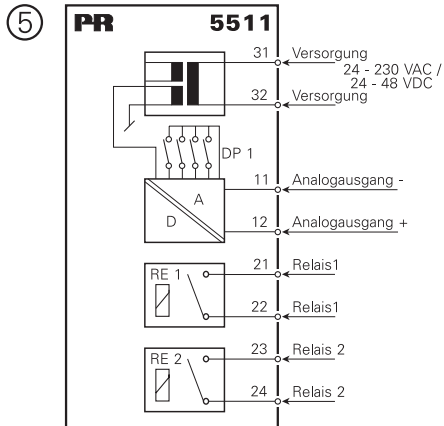 5
PR 5511
31 Versorgung
24 - 230 VAC /
24 - 48 VDC
32 Versorgung
DP 1
11 Analogausgang -
A
D
12 Analogausgang +
21 Relais1
RE 1
22 Relais1
23 Relais 2
RE 2
24 Relais 2